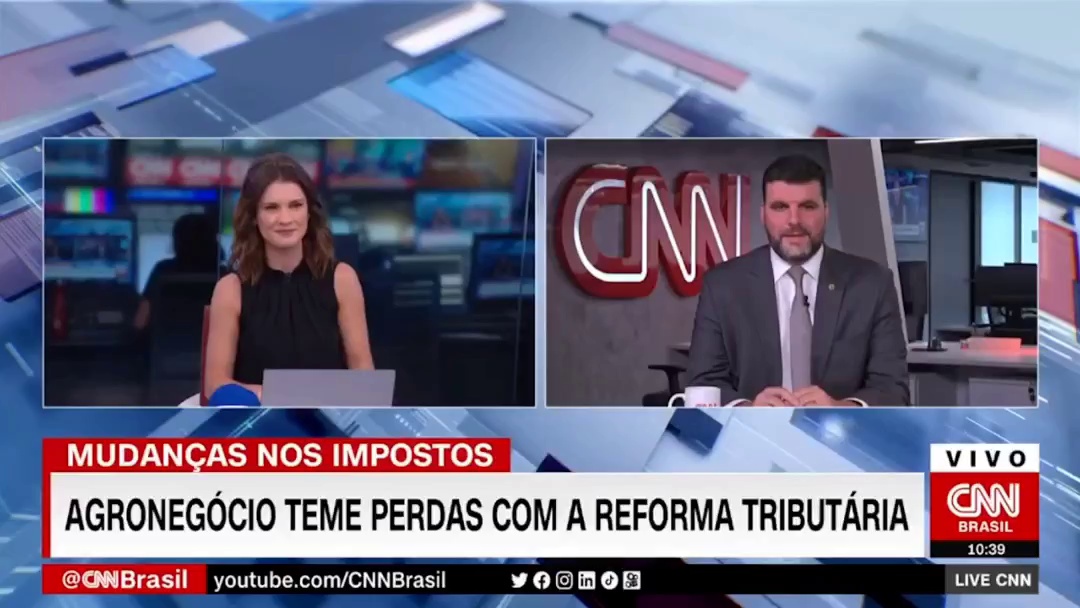 CNN
MUDANÇAS NOS IMPOSTOS
AGRONEGÓCIO TEME PERDAS COM A REFORMA TRIBUTÁRIA
VIVO
CNN
BRASIL
10:39
@CNNBrasil
youtube.com/CNNBrasil
LIVE CNN